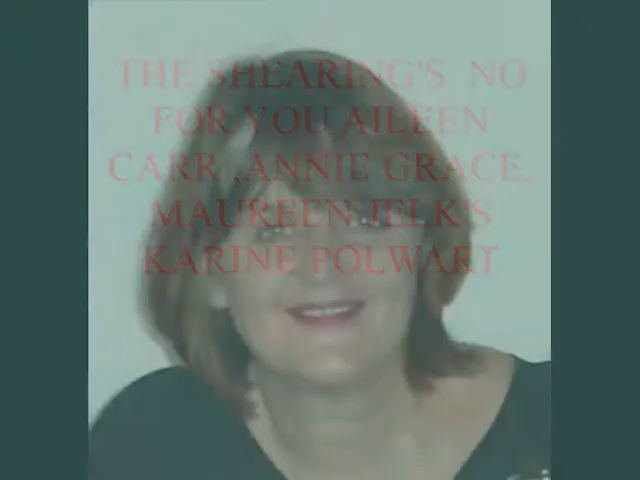 THE SHEARING'S NO
FOR YOU AILEEN
CARR ,ANNIE GRACE,
MAUREEN JELK'S
KARINE POLWART